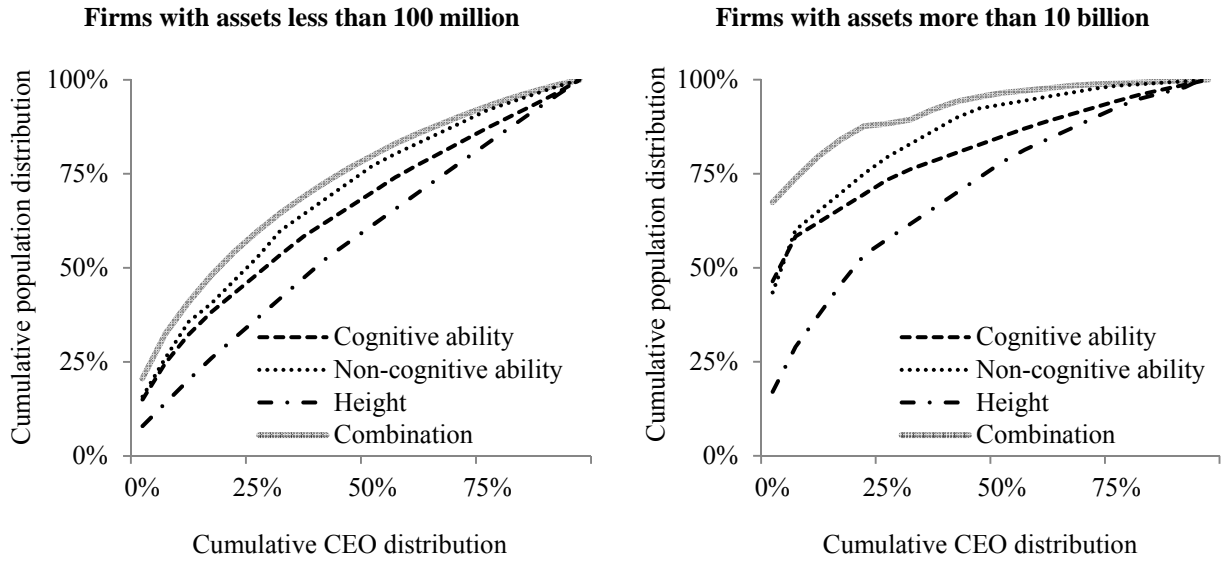 Firms with assets less than 100 million
Cumulative population distribution
100%
75%
50%
25%
0%
Cognitive ability
Non-cognitive ability
Height
Combination
0%
25%
50%
75%
Cumulative CEO distribution
Firms with assets more than 10 billion
Cumulative population distribution
100%
75%
50%
25%
0%
Cognitive ability
Non-cognitive ability
Height
Combination
0%
25%
50%
75%
Cumulative CEO distribution